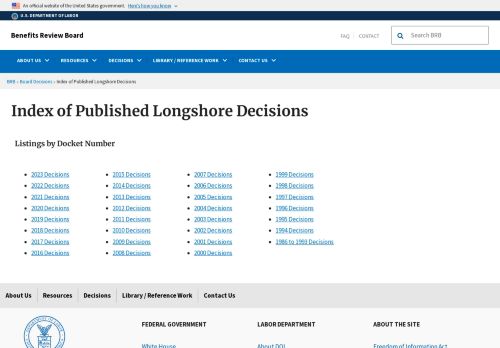 An official website of the United States government. Here's how you know
U.S. DEPARTMENT OF LABOR
Benefits Review Board
FAQ CONTACT
Search BRB
ABOUT US RESOURCES DECISIONS LIBRARY / REFERENCE WORK CONTACT US
BRB › Board Decisions › Index of Published Longshore Decisions
Index of Published Longshore Decisions
Listings by Docket Number
• 2023 Decisions • 2015 Decisions • 2007 Decisions • 1999 Decisions
• 2022 Decisions • 2014 Decisions • 2006 Decisions • 1998 Decisions
• 2021 Decisions • 2013 Decisions • 2005 Decisions • 1997 Decisions
• 2020 Decisions • 2012 Decisions • 2004 Decisions • 1996 Decisions
• 2019 Decisions • 2011 Decisions • 2003 Decisions • 1995 Decisions
• 2018 Decisions • 2010 Decisions • 2002 Decisions • 1994 Decisions
• 2017 Decisions • 2009 Decisions • 2001 Decisions • 1986 to 1993 Decisions
• 2016 Decisions • 2008 Decisions • 2000 Decisions
About Us Resources Decisions Library / Reference Work Contact Us
FEDERAL GOVERNMENT LABOR DEPARTMENT ABOUT THE SITE
White House About DOL Freedom of Information Act